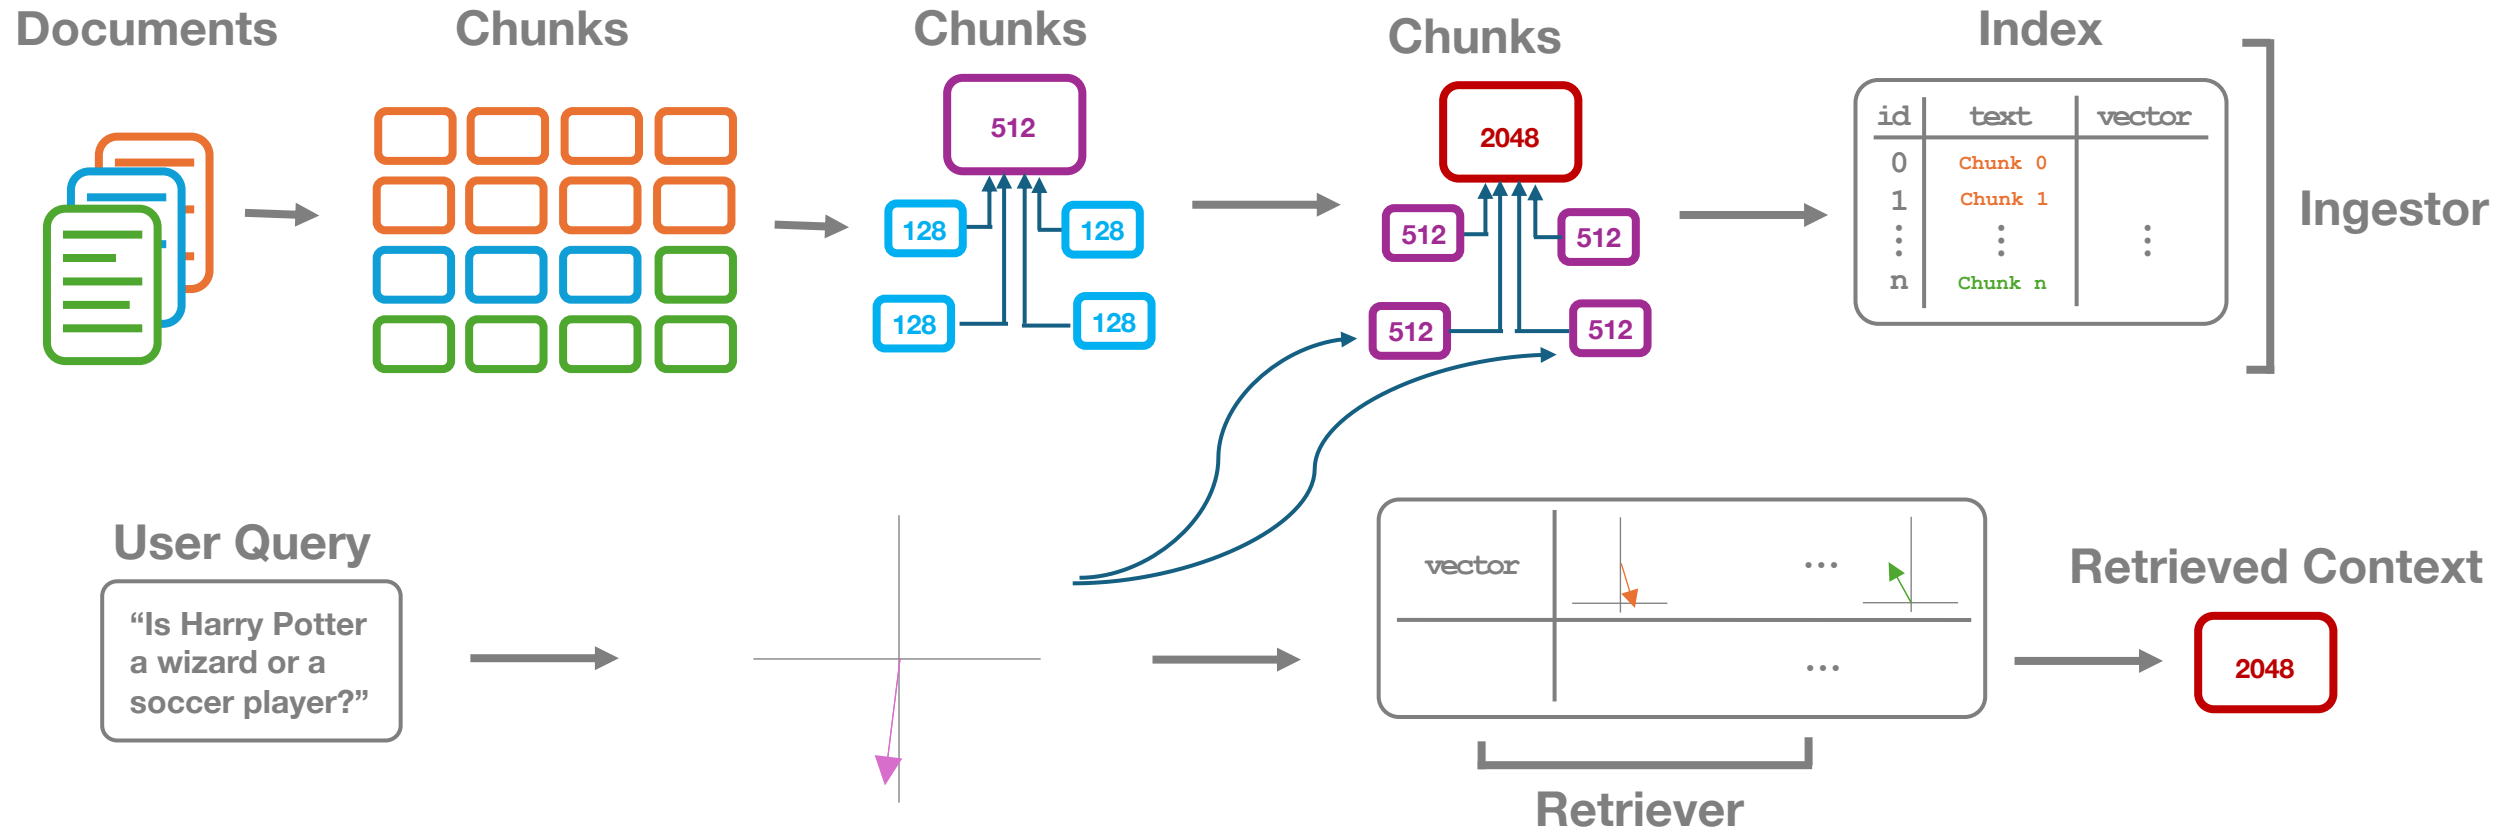 Documents
Chunks
Chunks
Chunks
Index
512
128
128
128
128
2048
512
512
512
512
id text vector
0 Chunk 0
1 Chunk 1
n Chunk n
Ingestor
User Query
“Is Harry Potter
a wizard or a
soccer player?”
vector
...
...
Retriever
Retrieved Context
2048